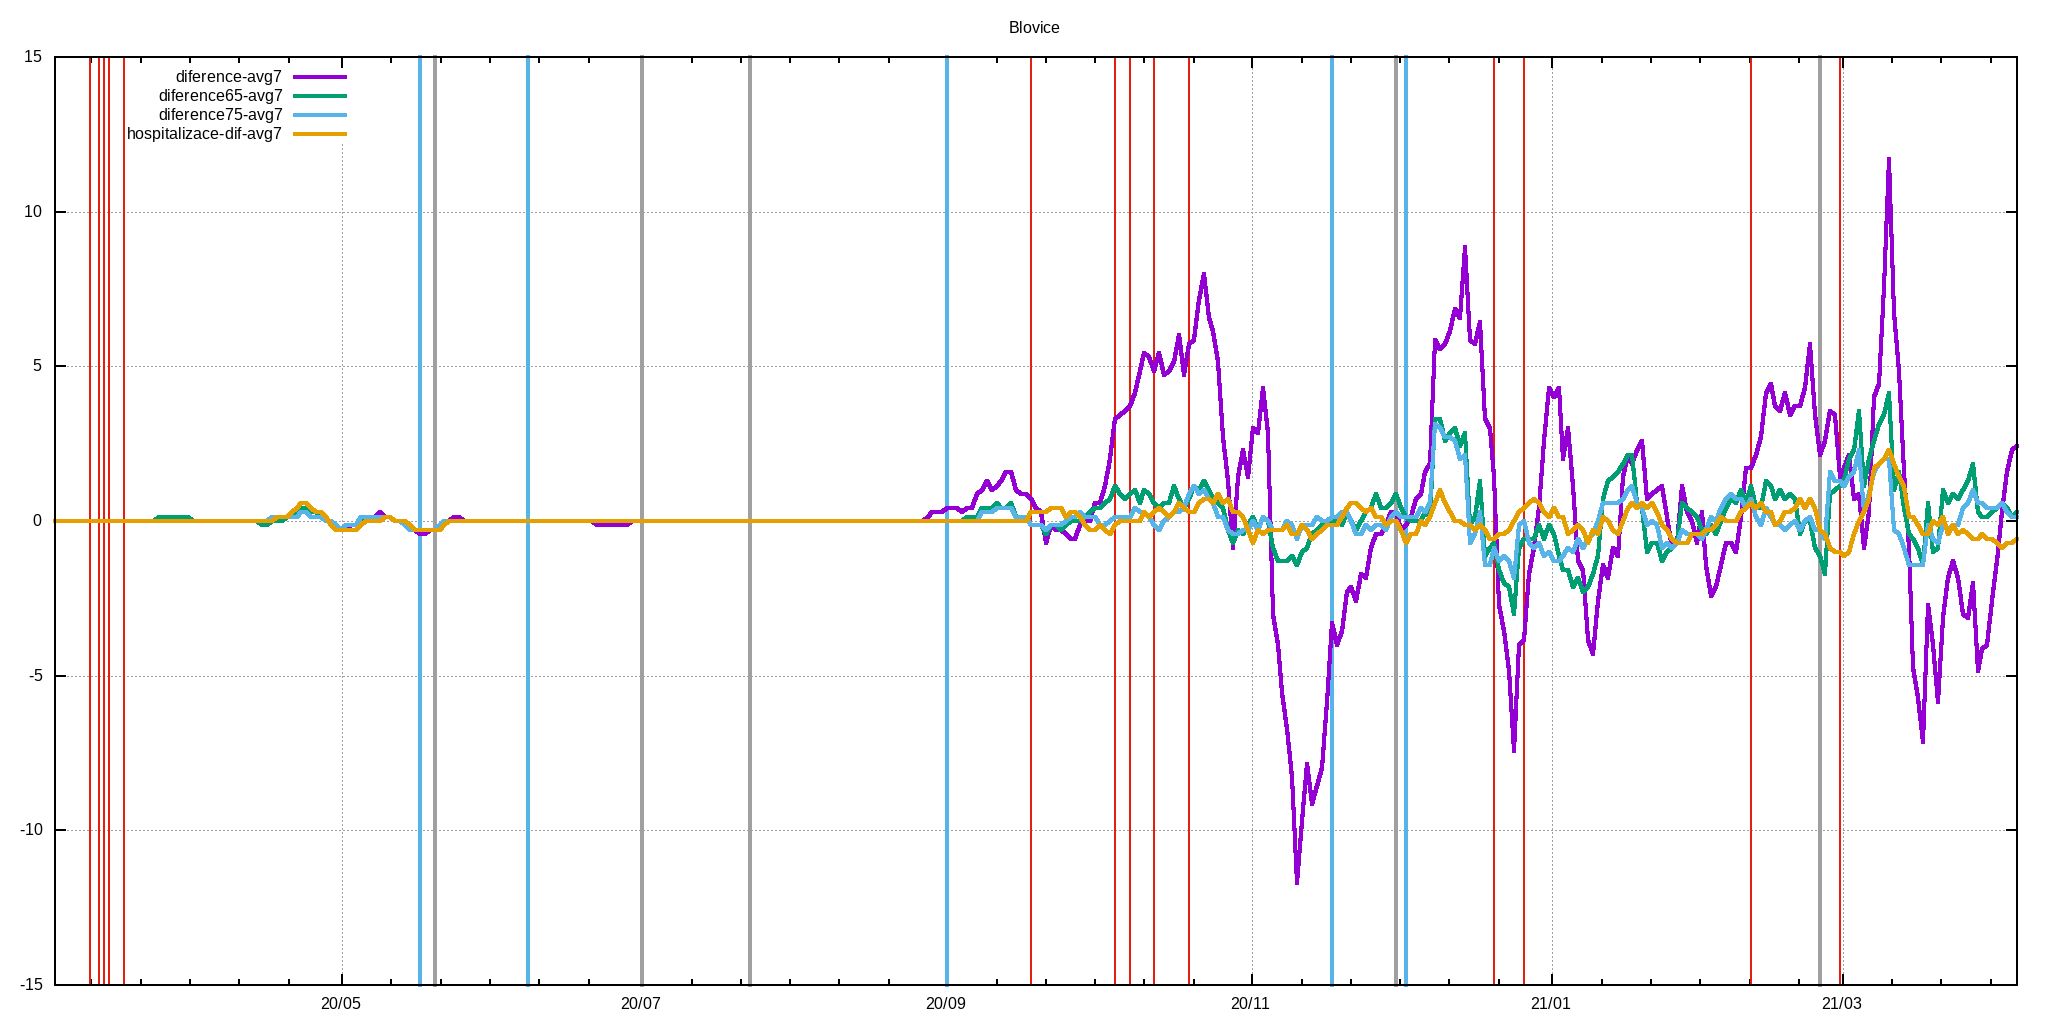 Blovice
15
10
5
0
-5
-10
-15
diference-avg7
diference65-avg7
diference75-avg7
hospitalizace-dif-avg7
20/05
20/07
20/09
20/11
21/01
21/03